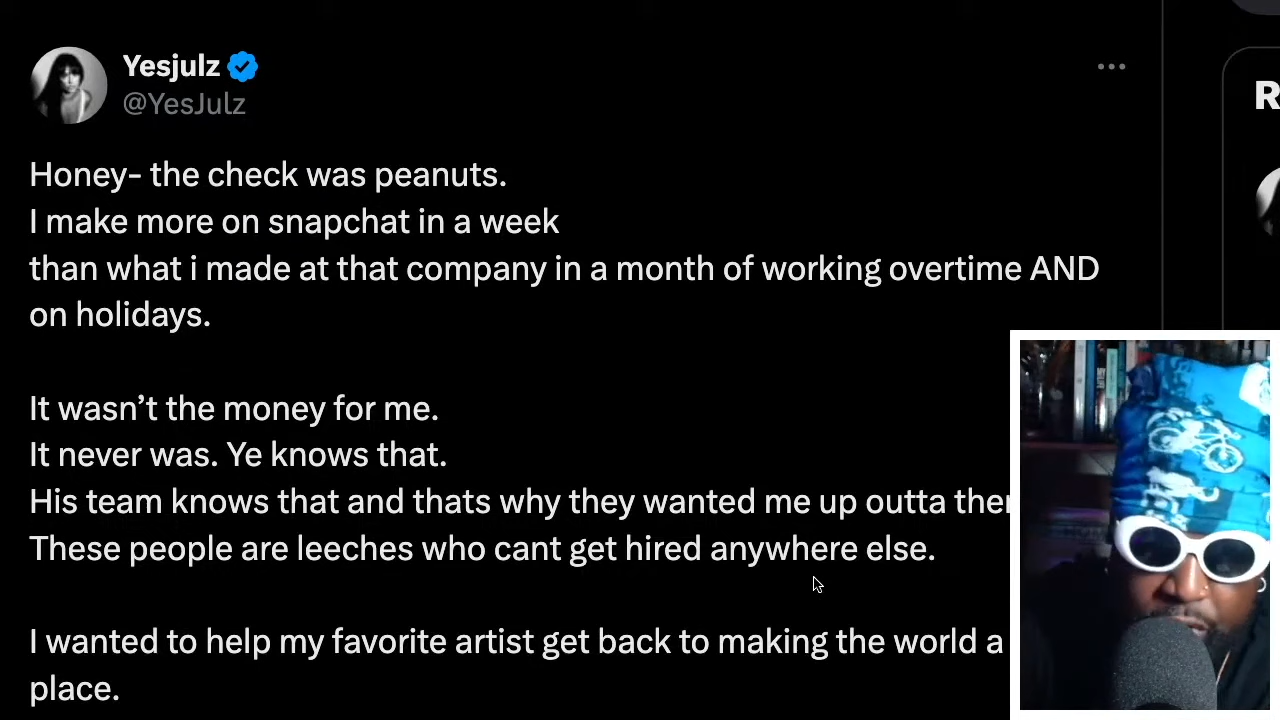 Yesjulz
@YesJulz
R
Honey- the check was peanuts.
I make more on snapchat in a week
than what i made at that company in a month of working overtime AND
on holidays.
It wasn’t the money for me.
It never was. Ye knows that.
His team knows that and thats why they wanted me up outta
These people are leeches who cant get hired anywhere else.
I wanted to help my favorite artist get back to making the world a
place.